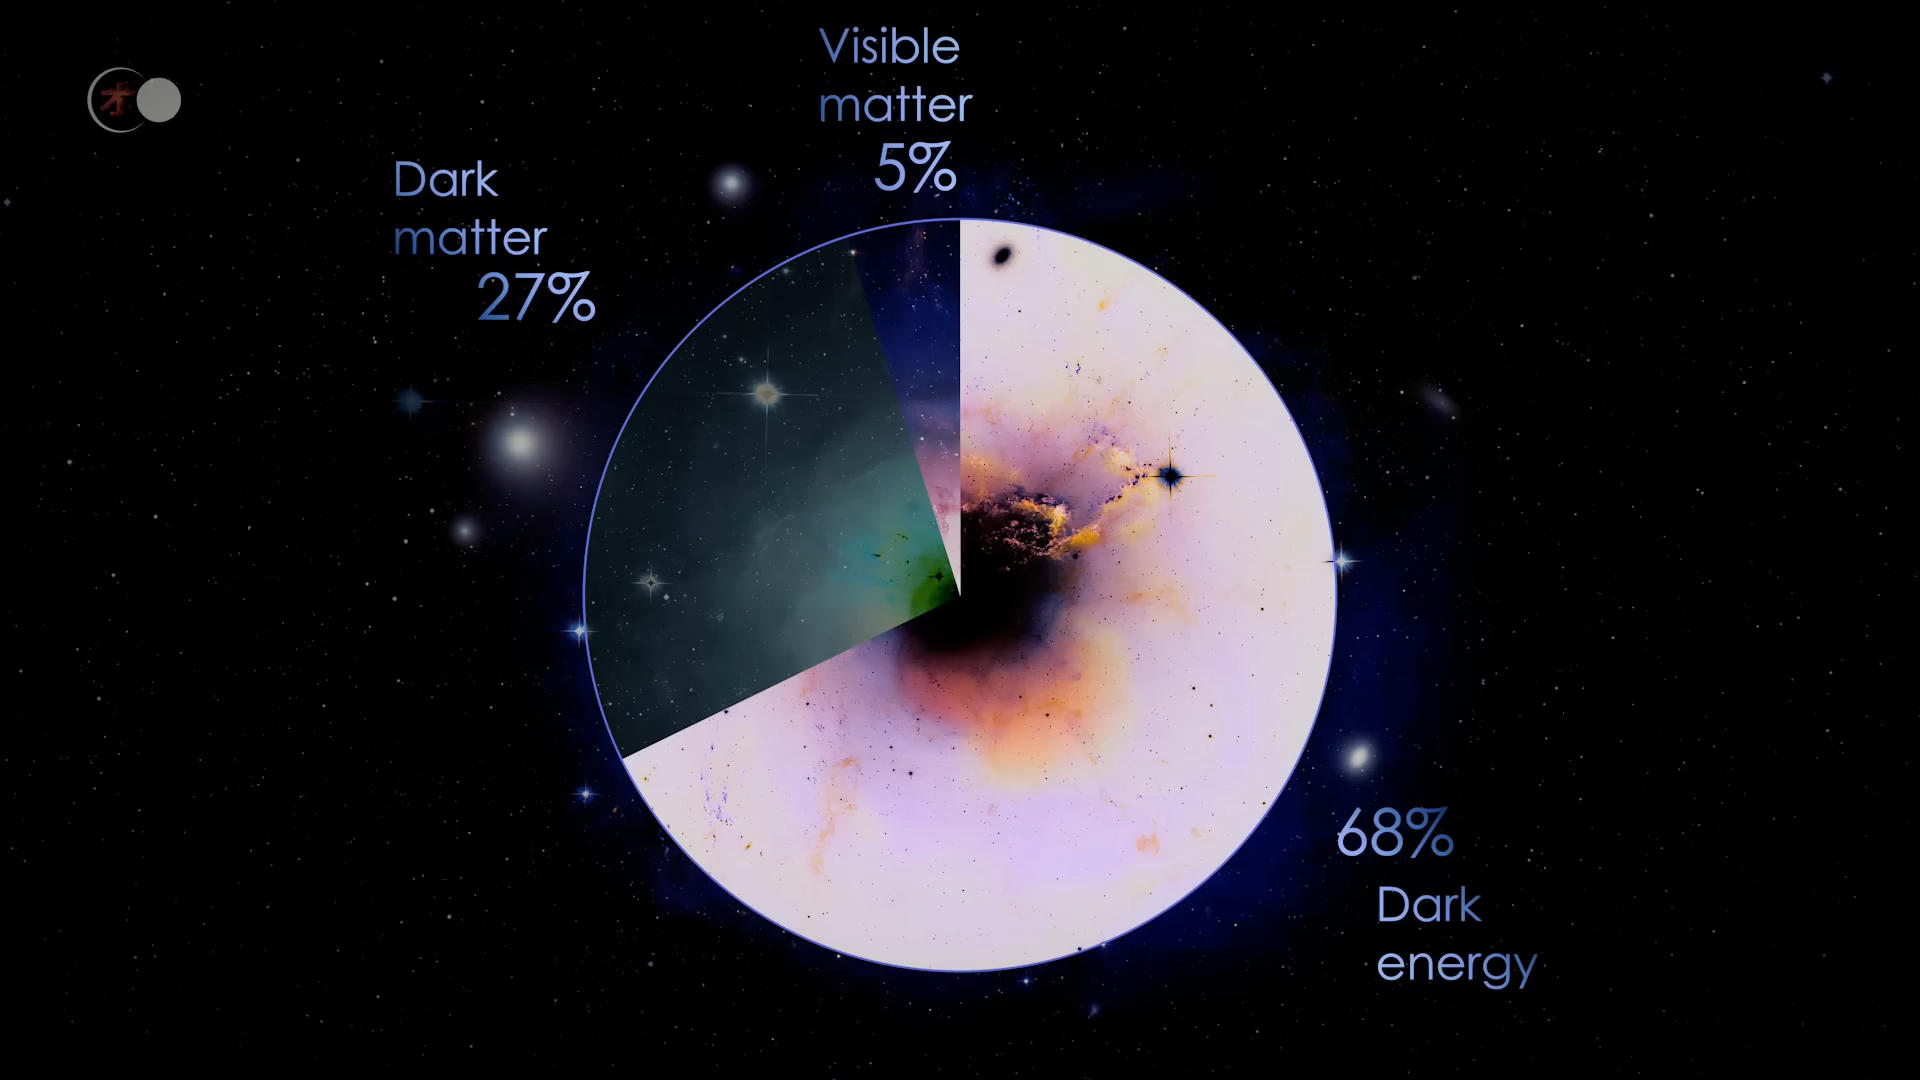 Visible
matter
5%
Dark
matter
27%
68%
Dark
energy